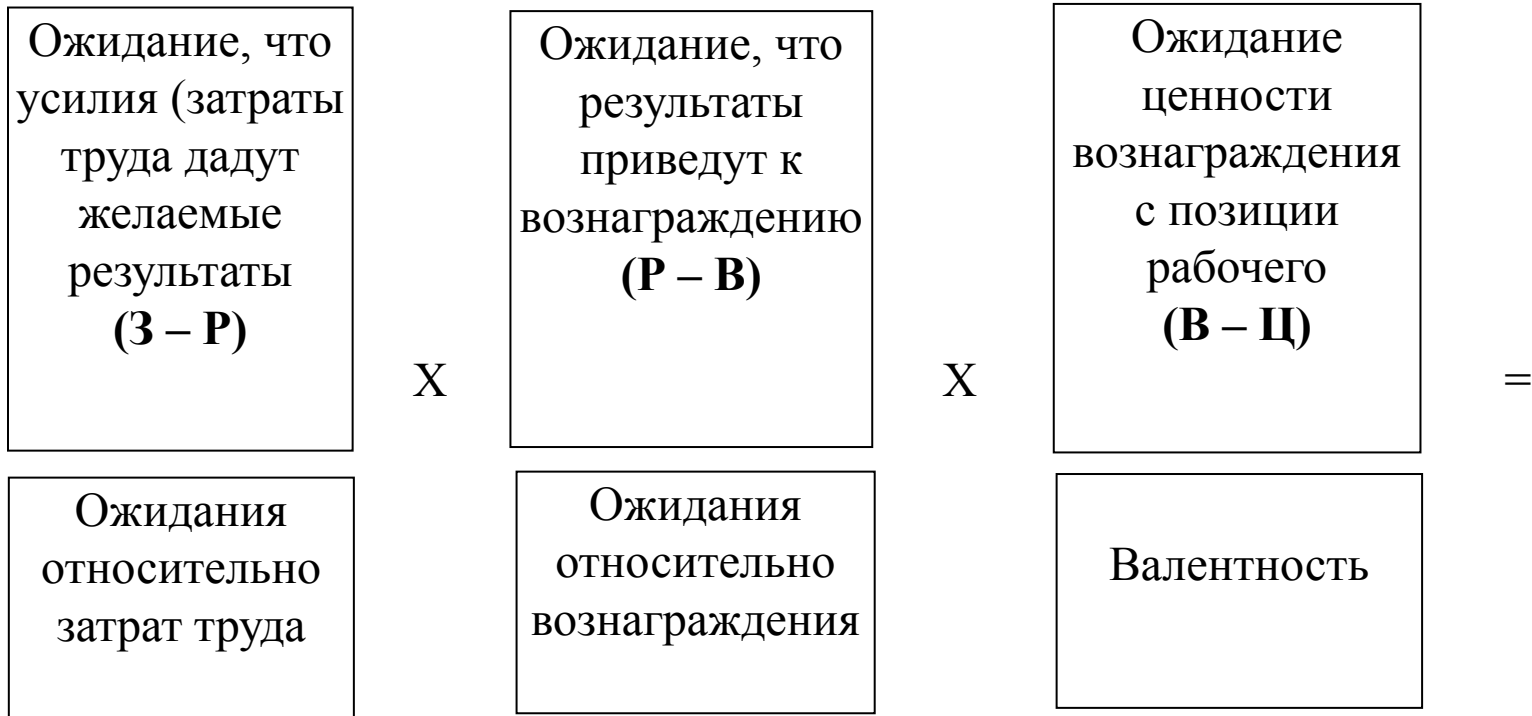 Ожидание, что
усилия (затраты
труда дадут
желаемые
результаты
(З – Р)
X
Ожидание, что
результаты
приведут к
вознаграждению
(Р – В)
X
Ожидание
ценности
вознаграждения
с позиции
рабочего
(В – Ц)
=
Ожидания
относительно
затрат труда
Ожидания
относительно
вознаграждения
Валентность